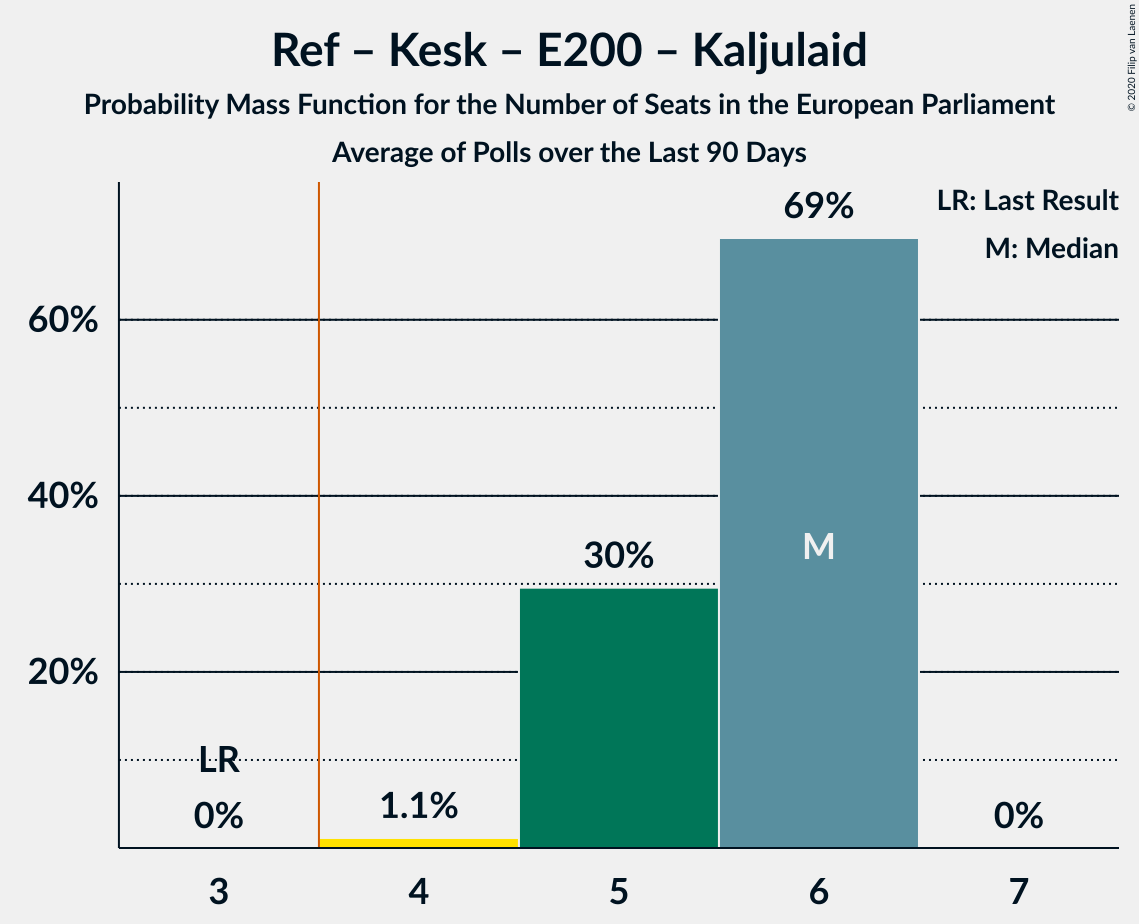 Ref – Kesk – E200 – Kaljulaid
Probability Mass Function for the Number of Seats in the European Parliament
Average of Polls over the Last 90 Days
© 2020 Filip van Laenen
LR: Last Result
M: Median
69%
60%
40%
M
30%
20%
LR
0%
1.1%
0%
3 4 5 6 7